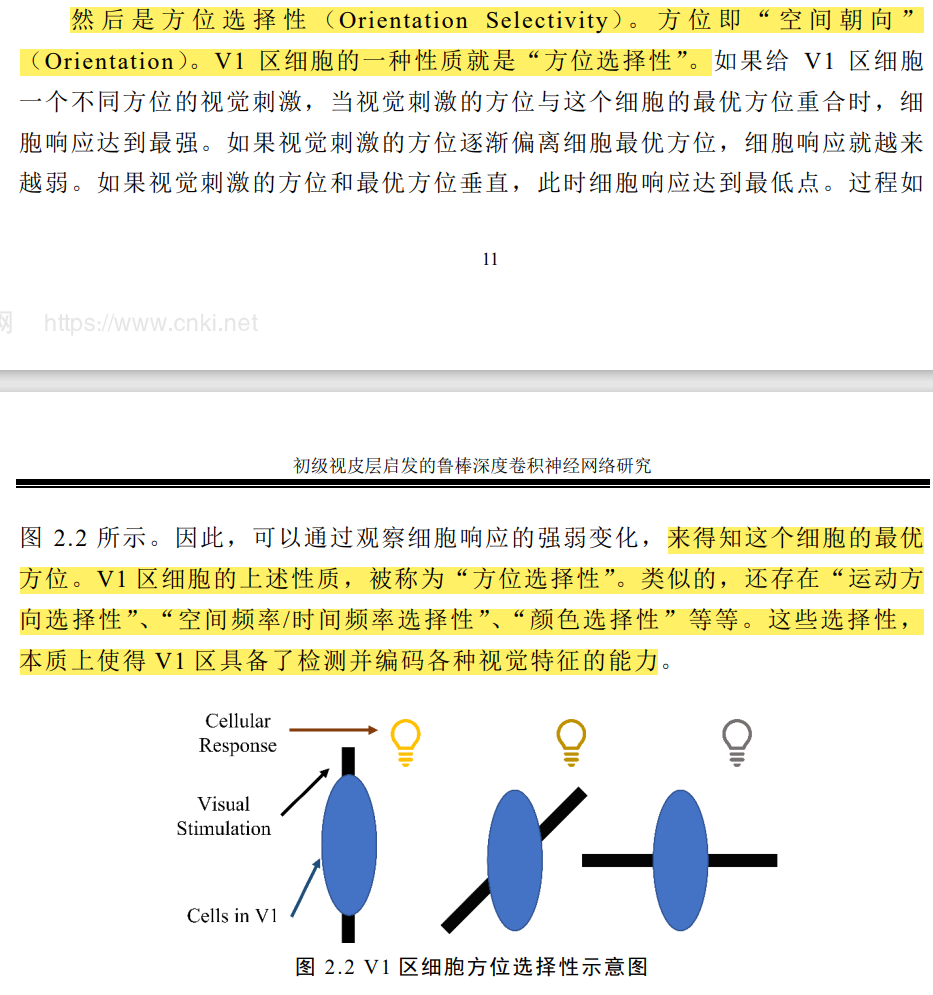 然后是方位选择性（Orientation Selectivity）。方位即“空间朝向”
（Orientation）。V1 区细胞的一种性质就是“方位选择性”。如果给 V1 区细胞
一个不同方位的视觉刺激，当视觉刺激的方位与这个细胞的最优方位重合时，细
胞响应达到最强。如果视觉刺激的方位逐渐偏离细胞最优方位，细胞响应就越来
越弱。如果视觉刺激的方位和最优方位垂直，此时细胞响应达到最低点。过程如
11
网 https://www.cnki.net
初级视皮层启发的鲁棒深度卷积神经网络研究
图 2.2 所示。因此，可以通过观察细胞响应的强弱变化，来得知这个细胞的最优
方位。V1 区细胞的上述性质，被称为“方位选择性”。类似的，还存在“运动方
向选择性”、“空间频率/时间频率选择性”、“颜色选择性”等等。这些选择性，
本质上使得 V1 区具备了检测并编码各种视觉特征的能力。
Cellular
Response
Visual
Stimulation
Cells in V1
图 2.2 V1 区细胞方位选择性示意图